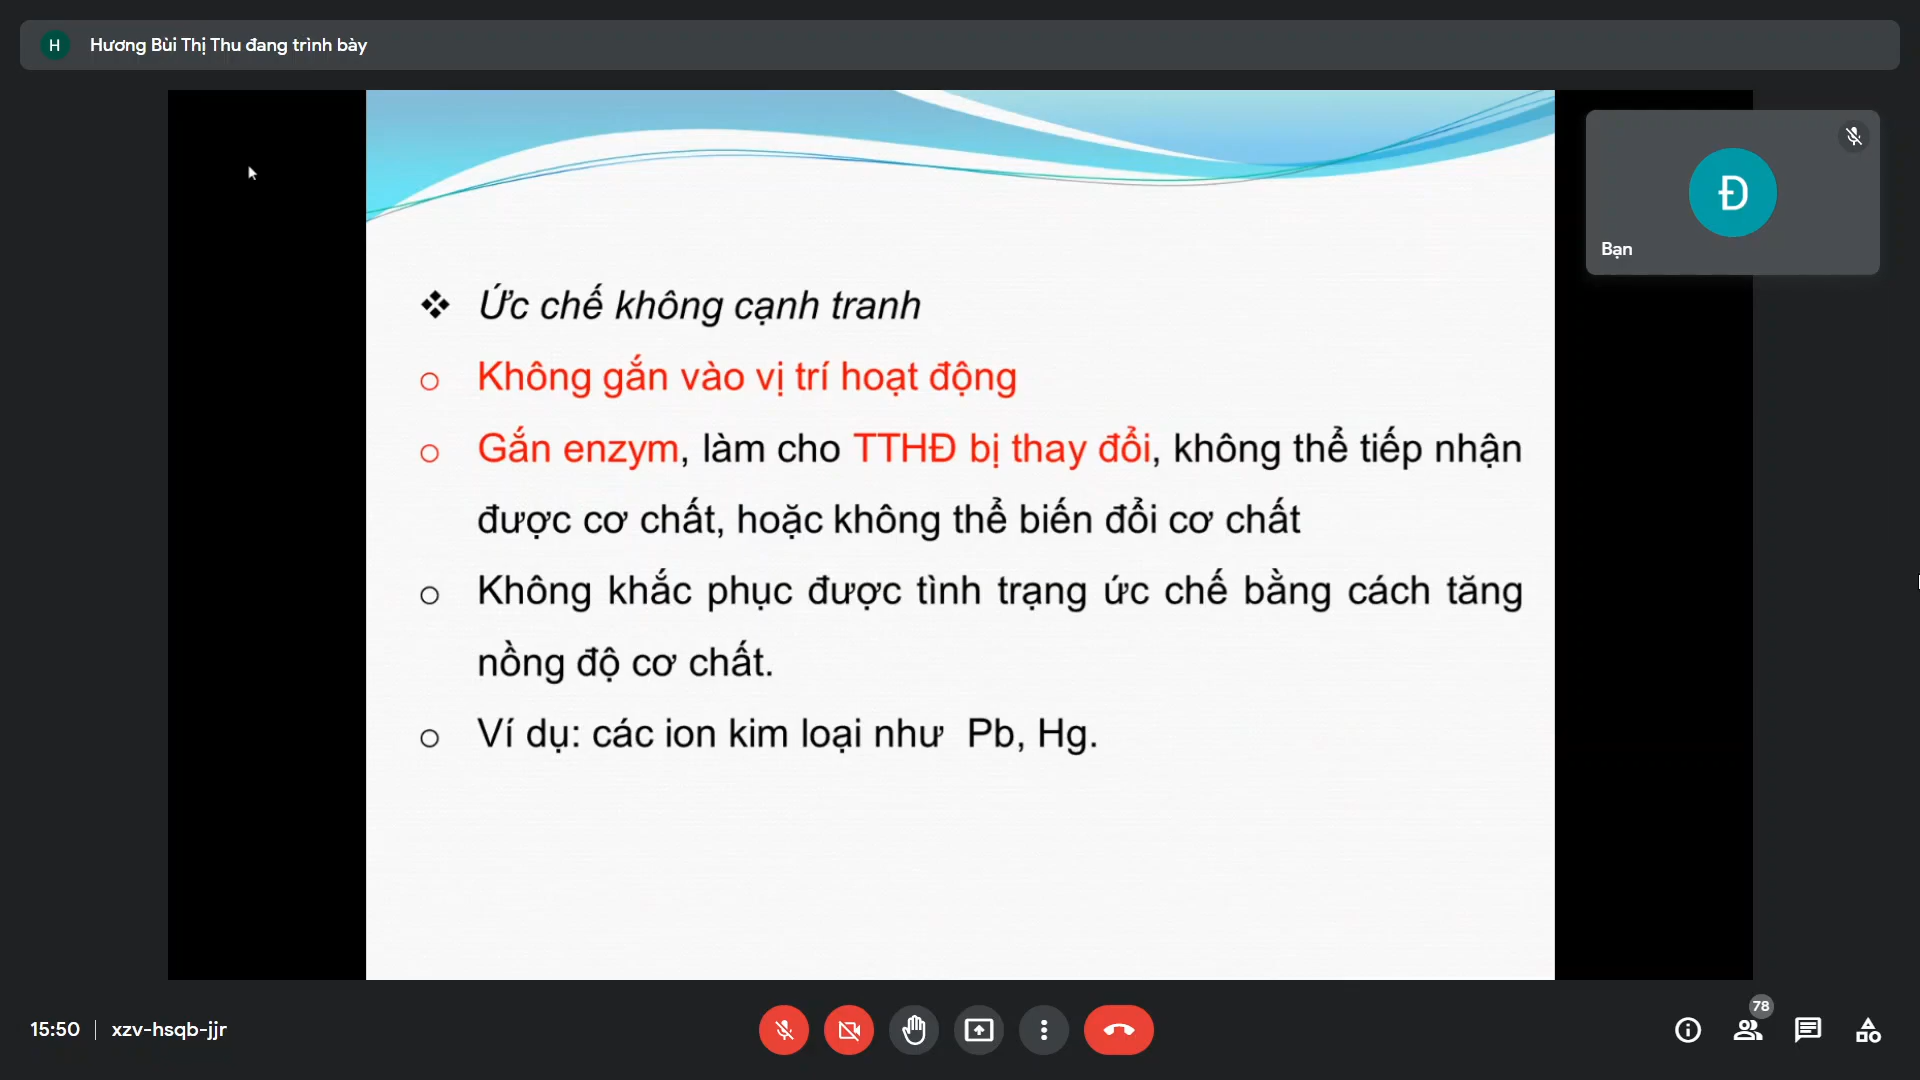 H Hương Bùi Thị Thu đang trình bày
Đ
Bạn
❖ Ức chế không cạnh tranh
o Không gắn vào vị trí hoạt động
o Gắn enzym, làm cho TTHĐ bị thay đổi, không thể tiếp nhận
được cơ chất, hoặc không thể biến đổi cơ chất
o Không khắc phục được tình trạng ức chế bằng cách tăng
nồng độ cơ chất.
o Ví dụ: các ion kim loại như Pb, Hg.
15:50 | xzv-hsqb-jjr
78